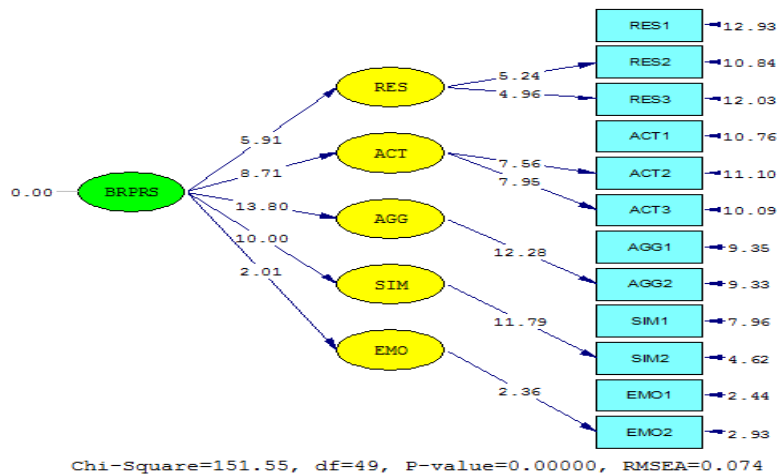 RES1 12.93
5.24 RES2 10.84
RES
4.96 RES3 12.03
5.91
ACT1 10.76
ACT 7.56
8.71 ACT2 11.10
7.95
0.00 BRPRS
13.80 ACT3 10.09
AGG
10.00 12.28 AGG1 9.35
2.01
AGG2 9.33
SIM
11.79 SIM1 7.96
EMO
SIM2 4.62
2.36 EMO1 2.44
EMO2 2.93
Chi-Square=151.55, df=49, P-value=0.00000, RMSEA=0.074